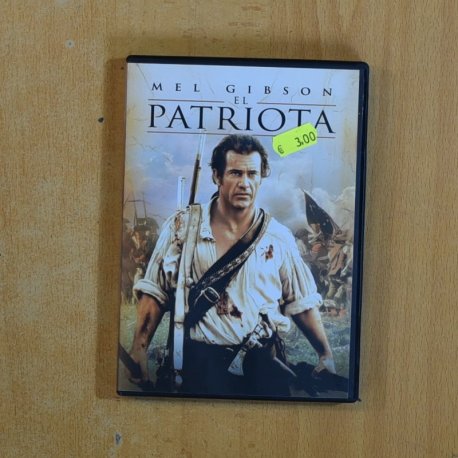 MEL GIBSON
EL
PATRIOTA
€ 3.00